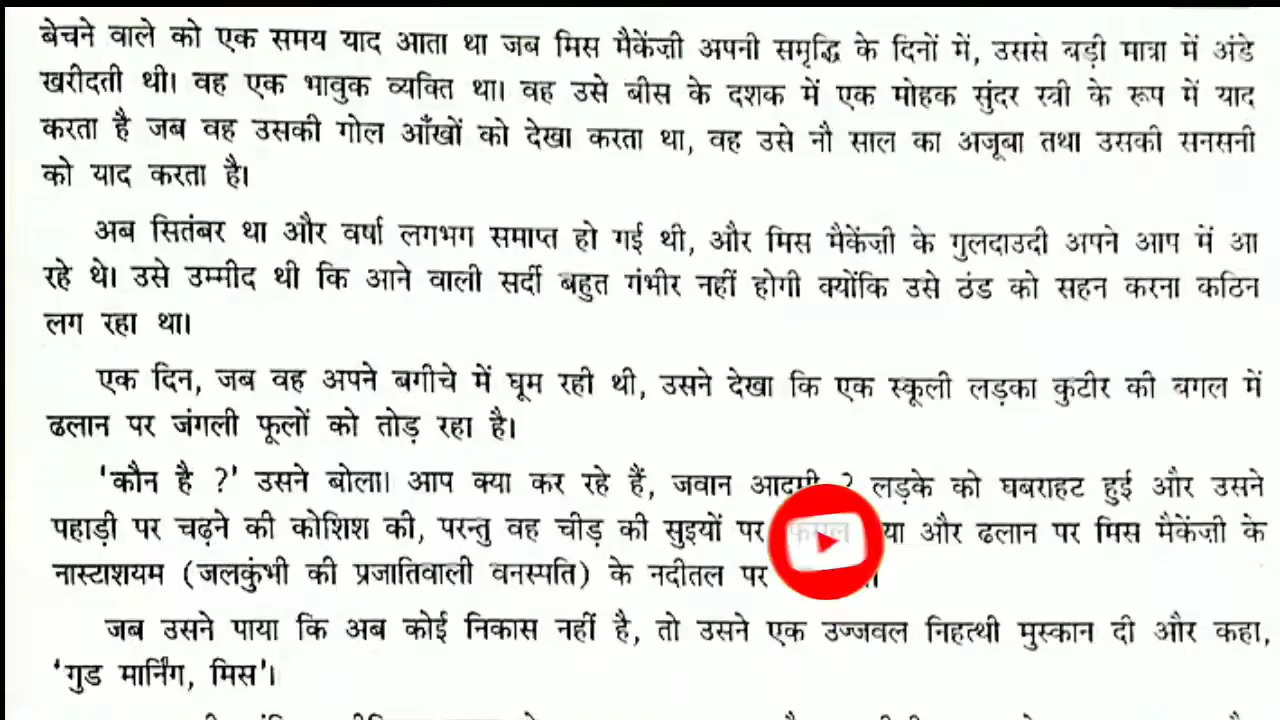 बेचने वाले को एक समय याद आता था जब मिस मैकेंज़ी अपनी समृद्धि के दिनों में, उससे बड़ी मात्रा में अंडे
खरीदती थी। वह एक भावुक व्यक्ति था। वह उसे बीस के दशक में एक मोहक सुंदर स्त्री के रूप में याद
करता है जब वह उसकी गोल आँखों को देखा करता था, वह उसे नौ साल का अजूबा तथा उसकी सनसनी
को याद करता है।
अब सितंबर था और वर्षा लगभग समाप्त हो गई थी, और मिस मैकेंज़ी के गुलदाउदी अपने आप में आ
रहे थे। उसे उम्मीद थी कि आने वाली सर्दी बहुत गंभीर नहीं होगी क्योंकि उसे ठंड को सहन करना कठिन
लग रहा था।
एक दिन, जब वह अपने बगीचे में घूम रही थी, उसने देखा कि एक स्कूली लड़का कुटीर की बगल में
ढलान पर जंगली फूलों को तोड़ रहा है।
'कौन है ?' उसने बोला। आप क्या कर रहे हैं, जवान आदमी ? लड़के को घबराहट हुई और उसने
पहाड़ी पर चढ़ने की कोशिश की, परन्तु वह चीड़ की सुइयों पर और ढलान पर मिस मैकेंज़ी के
नास्टाशयम (जलकुंभी की प्रजातिवाली वनस्पति) के नदीतल पर
जब उसने पाया कि अब कोई निकास नहीं है, तो उसने एक उज्जवल निहत्थी मुस्कान दी और कहा,
'गुड मार्निंग, मिस'।